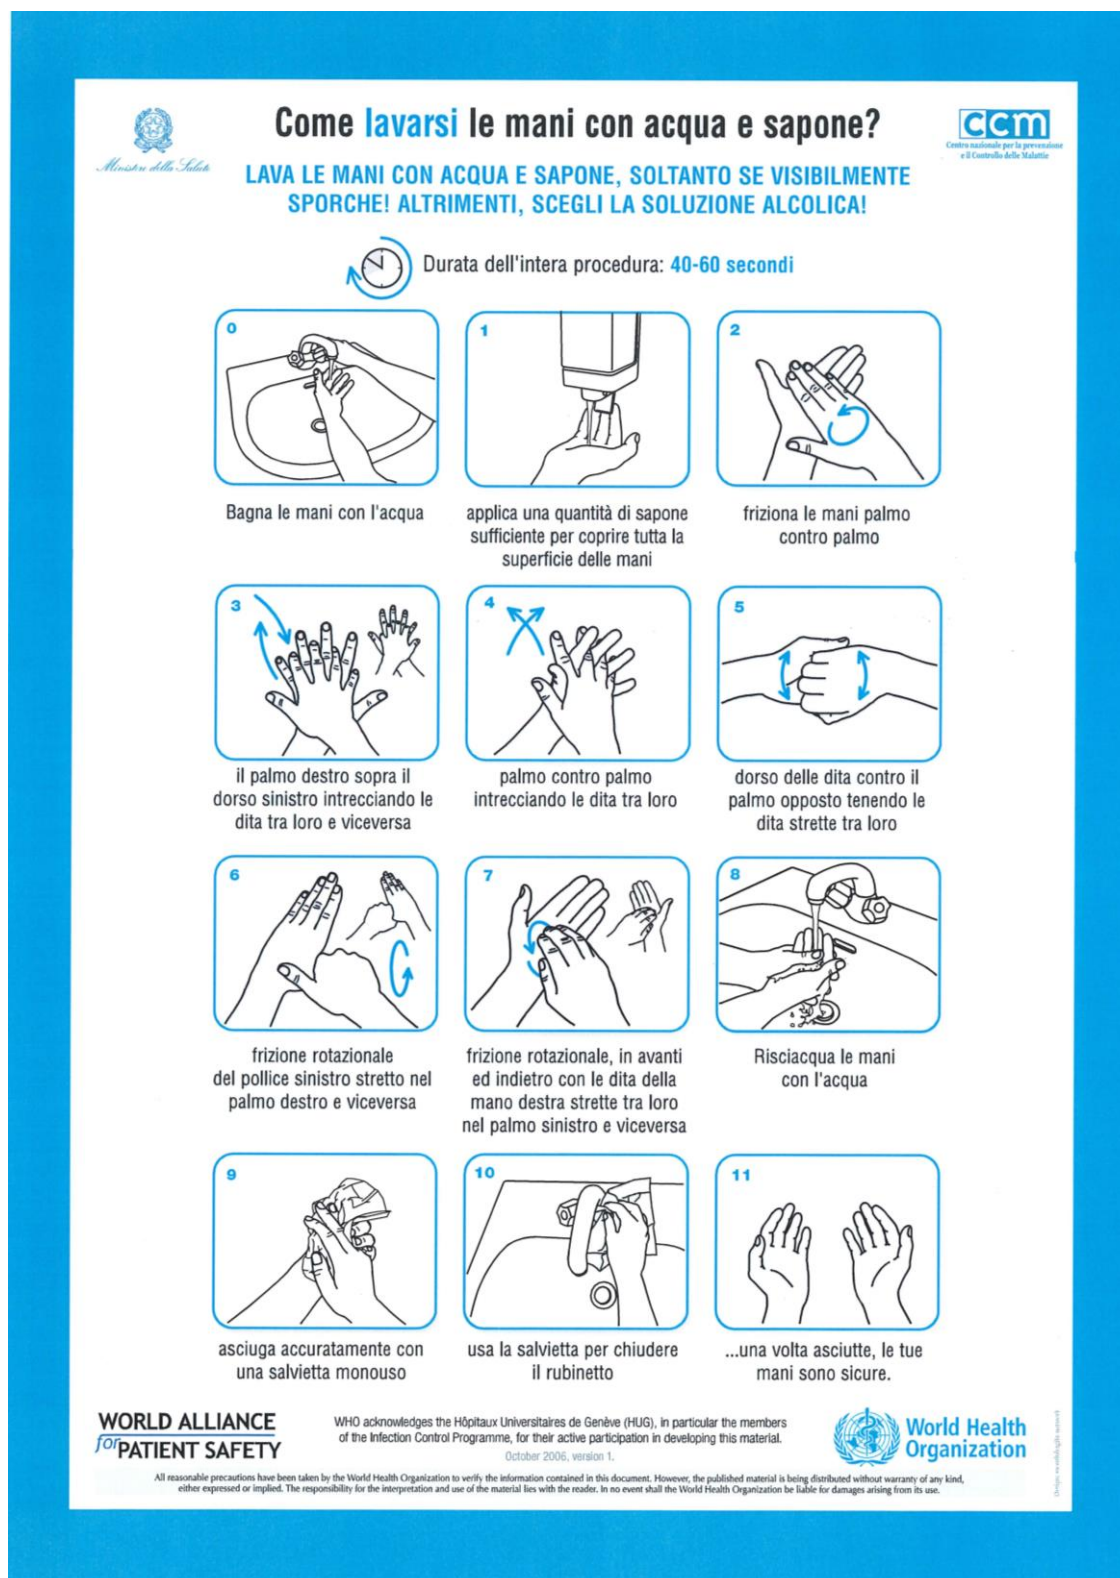 Ministero della Salute
Come lavarsi le mani con acqua e sapone?
ccm
Centro nazionale per la prevenzione
e il Controllo delle Malattie
LAVA LE MANI CON ACQUA E SAPONE, SOLTANTO SE VISIBILMENTE
SPORCHE! ALTRIMENTI, SCEGLI LA SOLUZIONE ALCOLICA!
Durata dell'intera procedura: 40-60 secondi
0
Bagna le mani con l'acqua
1
applica una quantità di sapone
sufficiente per coprire tutta la
superficie delle mani
2
friziona le mani palmo
contro palmo
3
il palmo destro sopra il
dorso sinistro intrecciando le
dita tra loro e viceversa
4
palmo contro palmo
intrecciando le dita tra loro
5
dorso delle dita contro il
palmo opposto tenendo le
dita strette tra loro
6
frizione rotazionale
del pollice sinistro stretto nel
palmo destro e viceversa
7
frizione rotazionale, in avanti
ed indietro con le dita della
mano destra strette tra loro
nel palmo sinistro e viceversa
8
Risciacqua le mani
con l'acqua
9
asciuga accuratamente con
una salvietta monouso
10
usa la salvietta per chiudere
il rubinetto
11
...una volta asciutte, le tue
mani sono sicure.
WORLD ALLIANCE
for PATIENT SAFETY
WHO acknowledges the Hôpitaux Universitaires de Genève (HUG), in particular the members
of the Infection Control Programme, for their active participation in developing this material.
October 2006, version 1.
World Health
Organization
All reasonable precautions have been taken by the World Health Organization to verify the information contained in this document. However, the published material is being distributed without warranty of any kind,
either expressed or implied. The responsibility for the interpretation and use of the material lies with the reader. In no event shall the World Health Organization be liable for damages arising from its use.